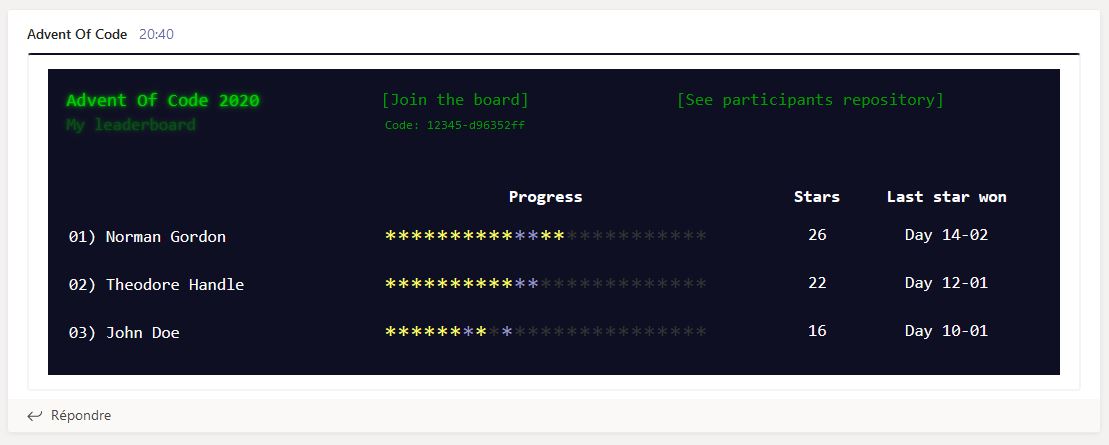 Advent Of Code 20:40
Advent Of Code 2020 [Join the board] [See participants repository]
My leaderboard Code: 12345-d96352ff
Progress Stars Last star won
01) Norman Gordon ************************* 26 Day 14-02
02) Theodore Handle ************************* 22 Day 12-01
03) John Doe ************************* 16 Day 10-01
Répondre